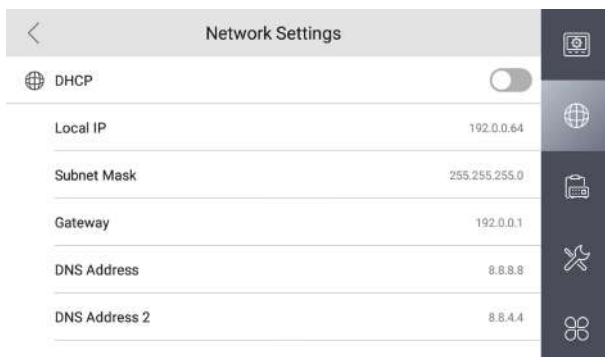 Network Settings
DHCP
Local IP 192.0.0.64
Subnet Mask 255.255.255.0
Gateway 192.0.0.1
DNS Address 8.8.8.8
DNS Address 2 8.8.4.4